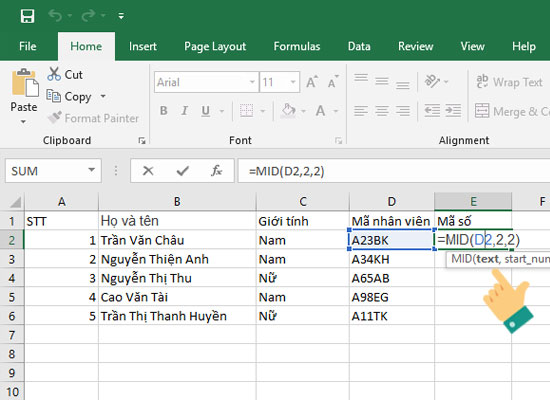 File Home Insert Page Layout Formulas Data Review View Help
Cut
Copy
Format Painter
Paste
Arial 11 A A
B I U A
ab Wrap Text
Merge & Ce
Clipboard Font Alignment
SUM fx =MID(D2,2,2)
A B C D E F
1 STT Họ và tên Giới tính Mã nhân viên Mã số
2 1 Trần Văn Châu Nam A23BK =MID(D2,2,2)
MID(text, start_num
3 2 Nguyễn Thiện Anh Nam A34KH
4 3 Nguyễn Thị Thu Nữ A65AB
5 4 Cao Văn Tài Nam A98EG
6 5 Trần Thị Thanh Huyền Nữ A11TK
7
8
9
10